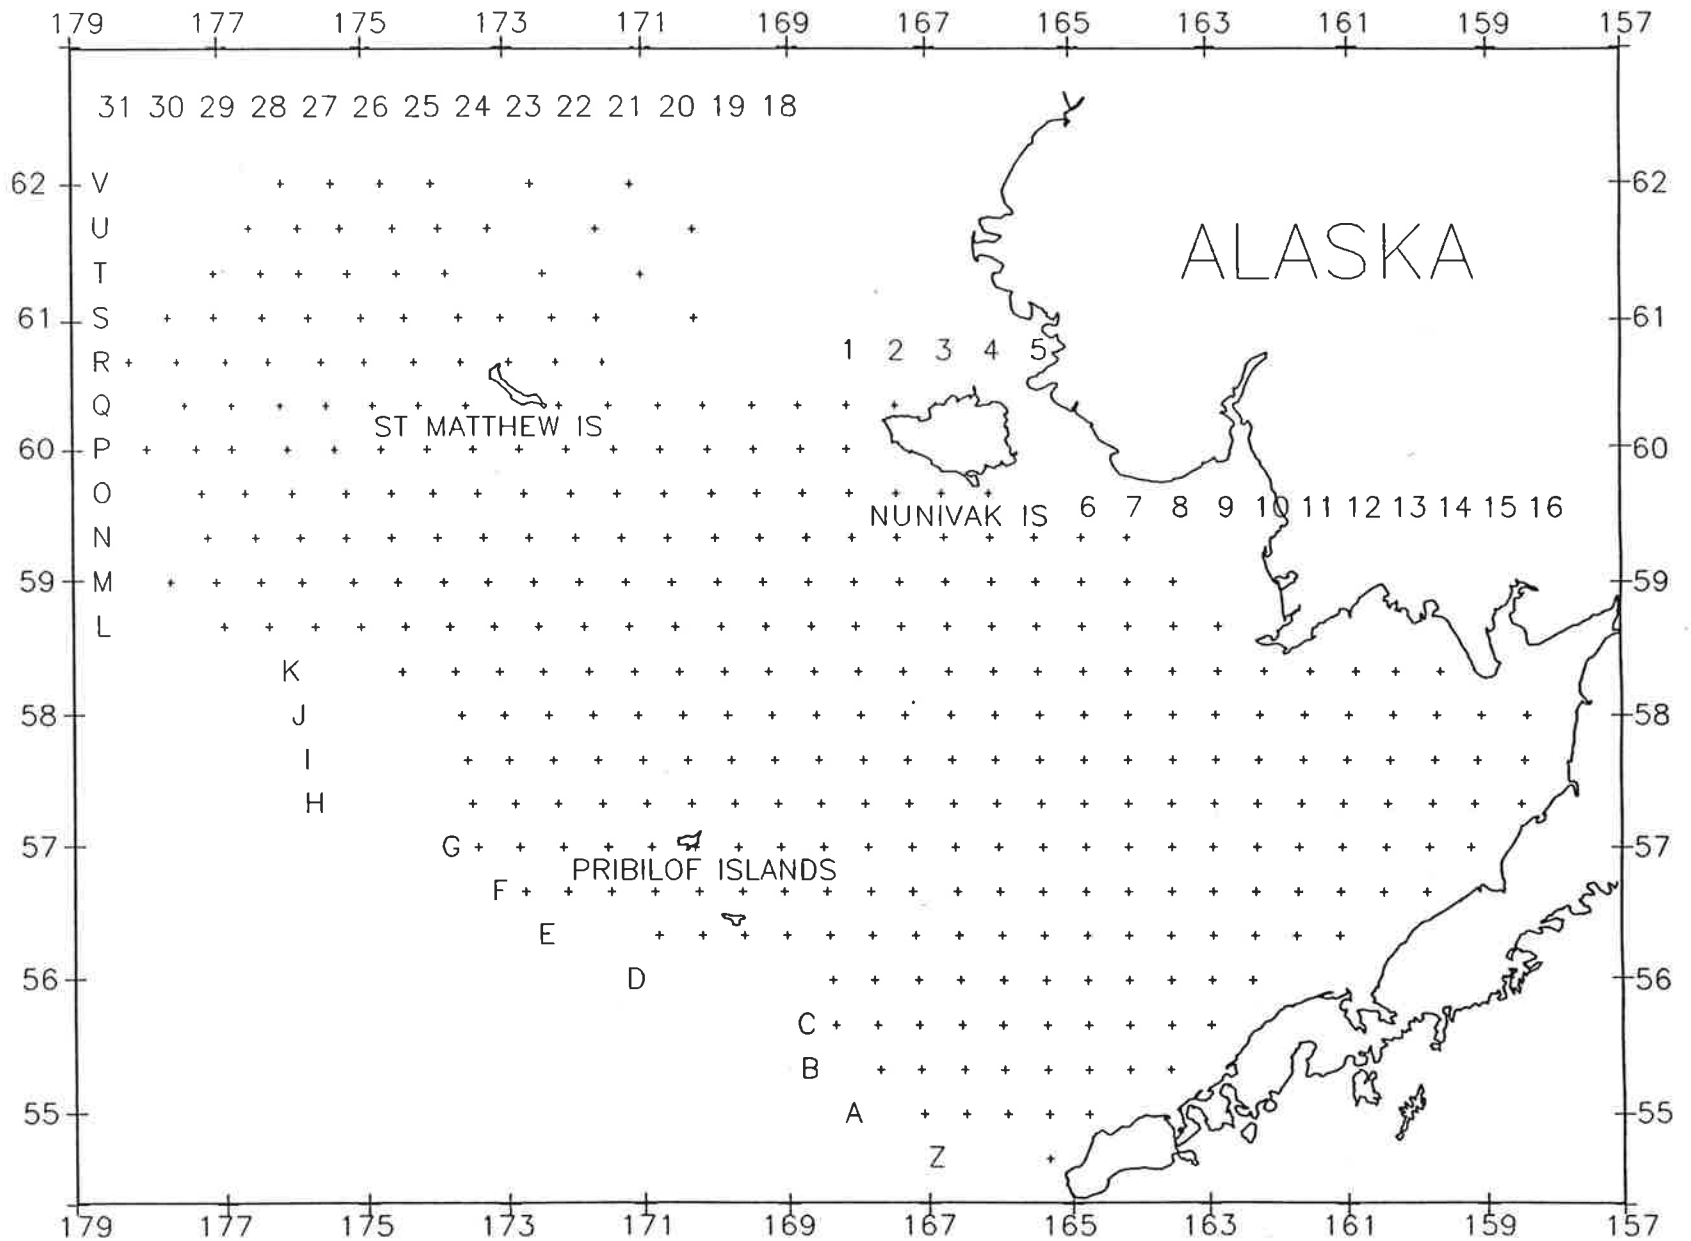 179 177 175 173 171 169 167 165 163 161 159 157
31 30 29 28 27 26 25 24 23 22 21 20 19 18
62 V 62
U
ALASKA
T
61 S 61
R 1 2 3 4 5
Q
ST MATTHEW IS
60 P 60
O
NUNIVAK IS 6 7 8 9 10 11 12 13 14 15 16
N
59 M 59
L
K
58 J 58
I
H
57 G 57
PRIBILOF ISLANDS
F
E
56 D 56
C
B
55 A 55
Z
179 177 175 173 171 169 167 165 163 161 159 157